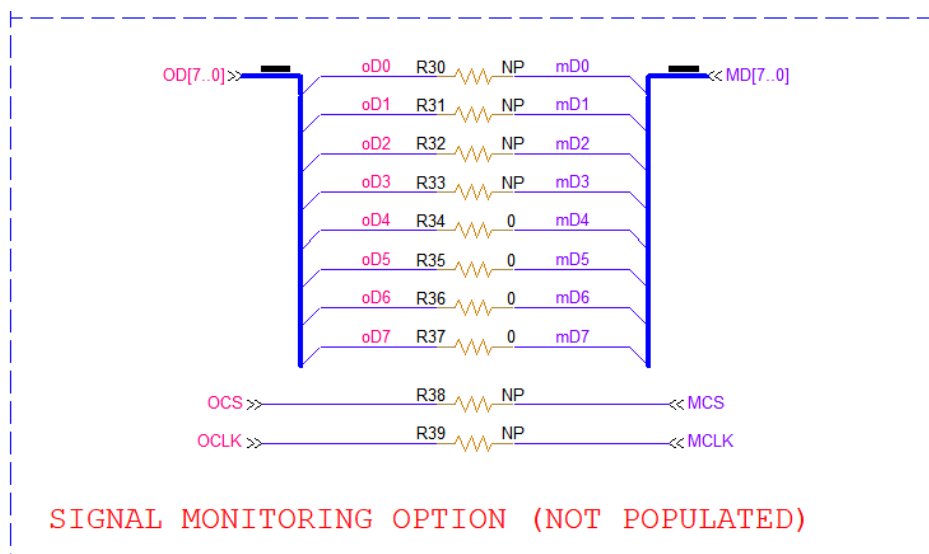 oD0 R30 NP mD0
OD[7..0] MD[7..0]
oD1 R31 NP mD1
oD2 R32 NP mD2
oD3 R33 NP mD3
oD4 R34 0 mD4
oD5 R35 0 mD5
oD6 R36 0 mD6
oD7 R37 0 mD7
OCS R38 NP MCS
OCLK R39 NP MCLK
SIGNAL MONITORING OPTION (NOT POPULATED)